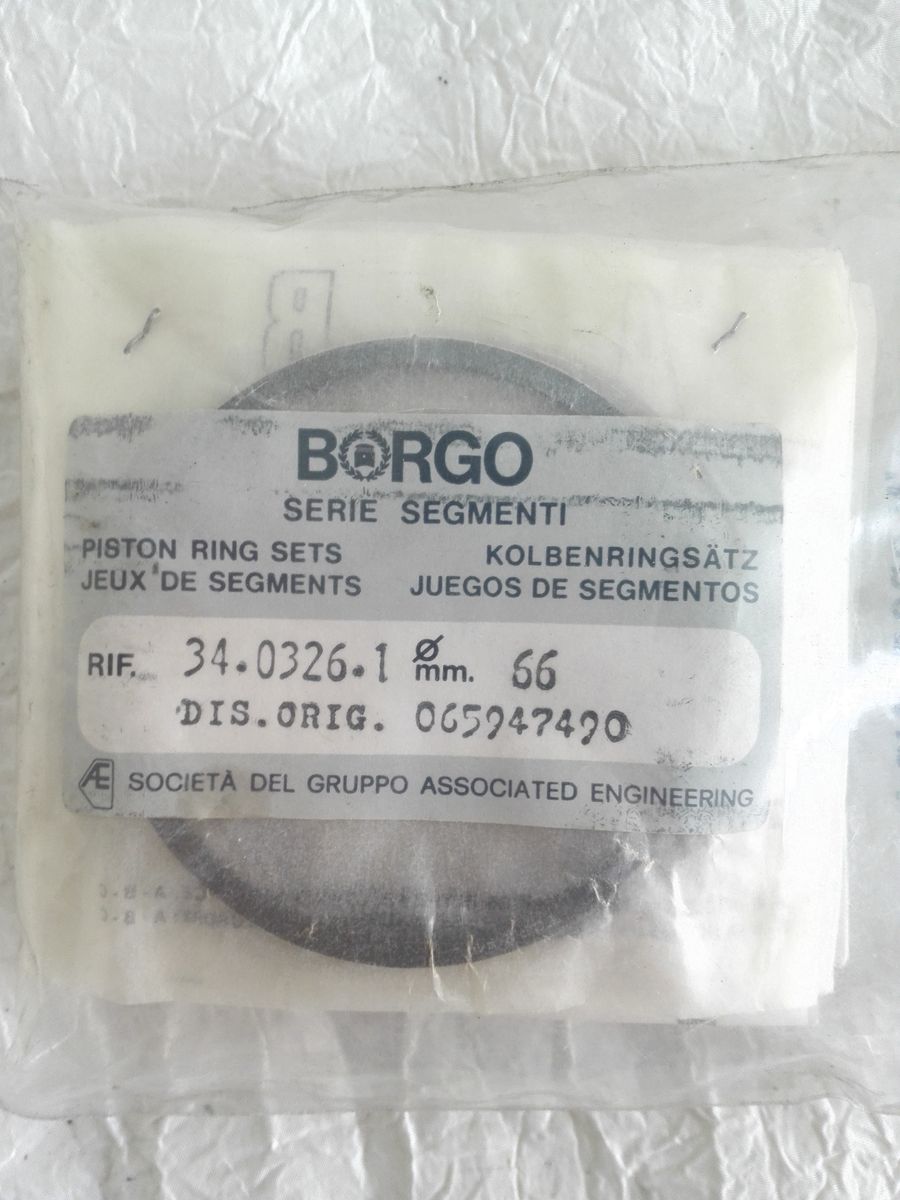 BORGO
SERIE SEGMENTI
PISTON RING SETS KOLBENRINGSÄTZ
JEUX DE SEGMENTS JUEGOS DE SEGMENTOS
RIF. 34.0326.1 Ø mm. 66
DIS.ORIG. 065947490
Æ SOCIETÀ DEL GRUPPO ASSOCIATED ENGINEERING